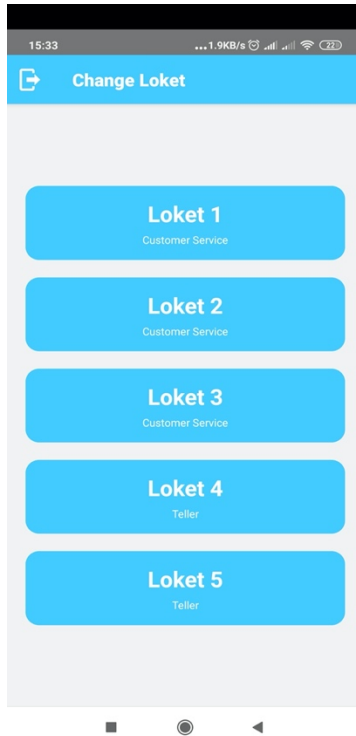 15:33
...1.9KB/s
22
Change Loket
Loket 1
Customer Service
Loket 2
Customer Service
Loket 3
Customer Service
Loket 4
Teller
Loket 5
Teller